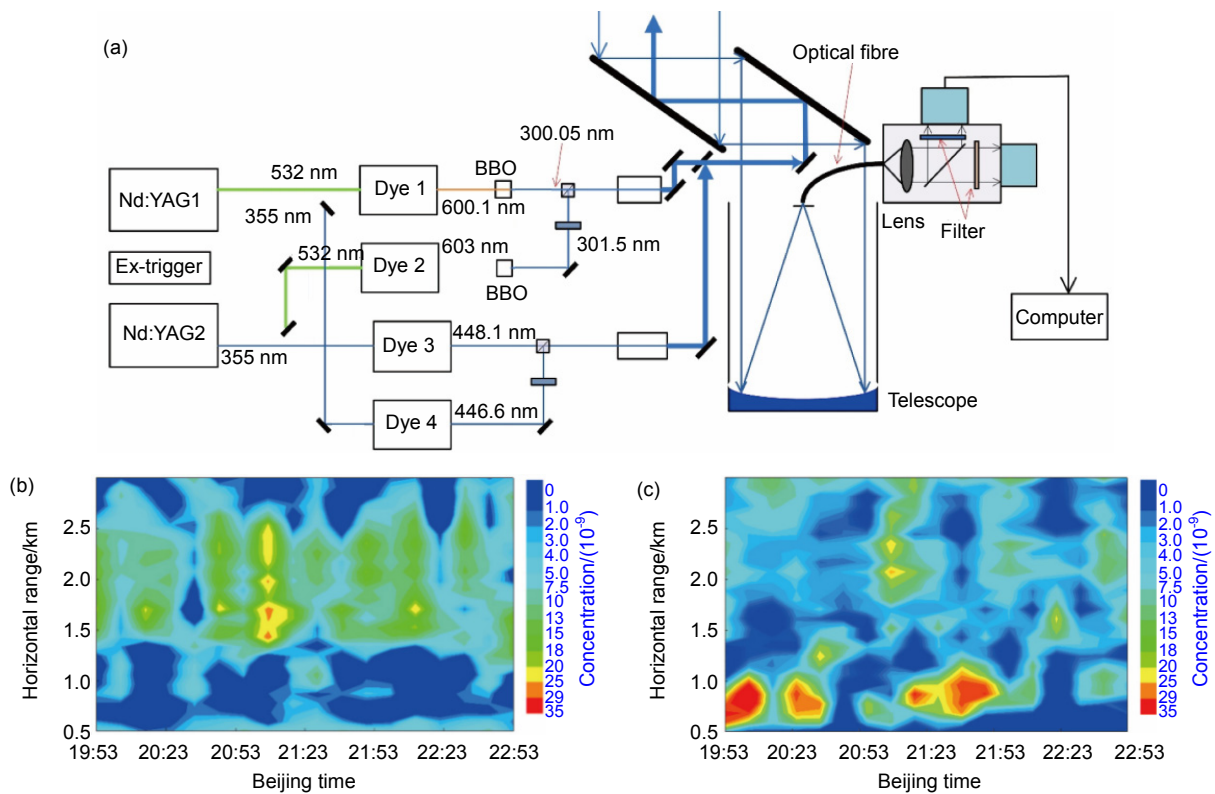 (a)
Optical fibre
300.05 nm
532 nm
BBO
Nd:YAG1
Dye 1
600.1 nm
355 nm
Lens
Filter
301.5 nm
532 nm
603 nm
Ex-trigger
Dye 2
BBO
Nd:YAG2
355 nm
Dye 3
448.1 nm
Computer
446.6 nm
Dye 4
Telescope
(b)
Horizontal range/km
2.5
2.0
1.5
1.0
0.5
19:53 20:23 20:53 21:23 21:53 22:23 22:53
Beijing time
0
1.0
2.0
3.0
4.0
5.0
7.5
10
13
15
18
20
25
29
35
Concentration/(10⁻⁹)
(c)
Horizontal range/km
2.5
2.0
1.5
1.0
0.5
19:53 20:23 20:53 21:23 21:53 22:23 22:53
Beijing time
0
1.0
2.0
3.0
4.0
5.0
7.5
10
13
15
18
20
25
29
35
Concentration/(10⁻⁹)